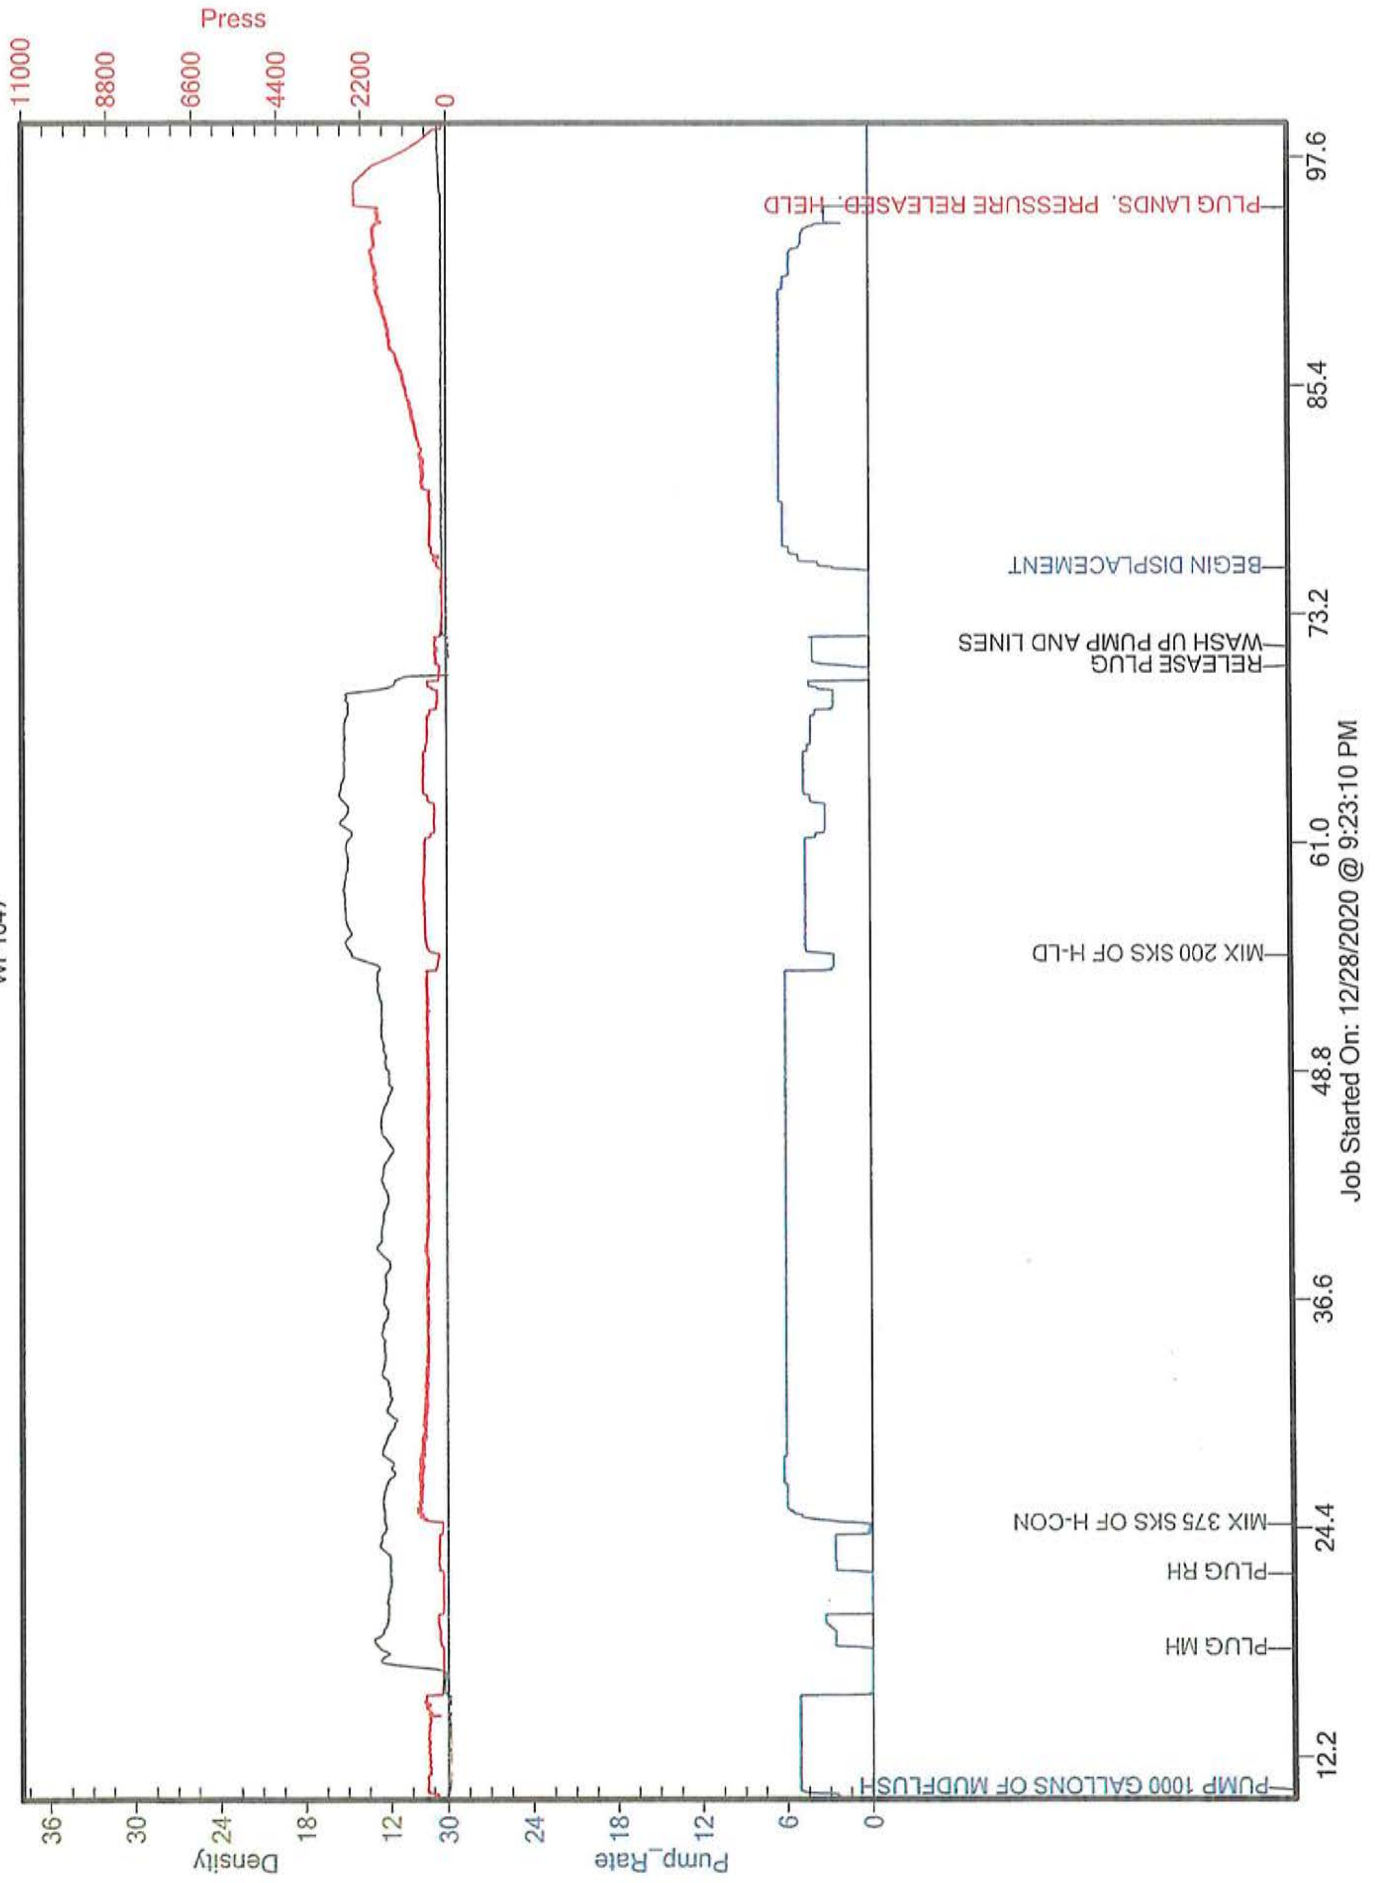 Density
36
30
24
18
12
Pump_Rate
30
24
18
12
6
0
Press
11000
8800
6600
4400
2200
0
PUMP 1000 GALLONS OF MUDFLUSH
PLUG MH
PLUG RH
MIX 375 SKS OF H-CON
MIX 200 SKS OF H-LD
RELEASE PLUG
WASH UP PUMP AND LINES
BEGIN DISPLACEMENT
PLUG LANDS. PRESSURE RELEASED. HELD
12.2
24.4
36.6
48.8
61.0
73.2
85.4
97.6
Job Started On: 12/28/2020 @ 9:23:10 PM